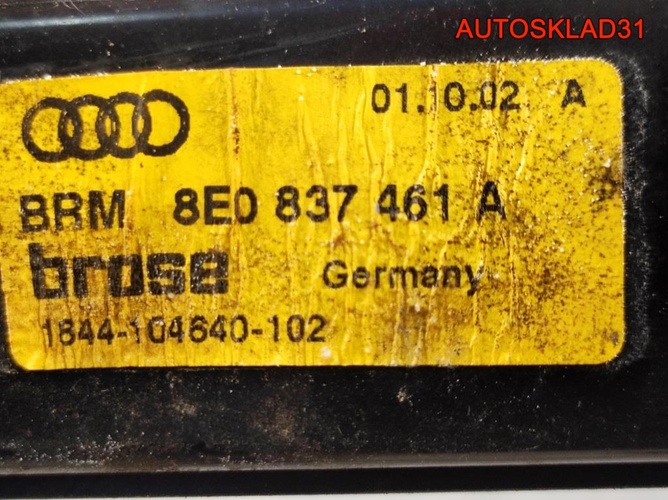 AUTOSKLAD31
01.10.02 A
BRM 8E0 837 461 A
brose Germany
1844-104640-102